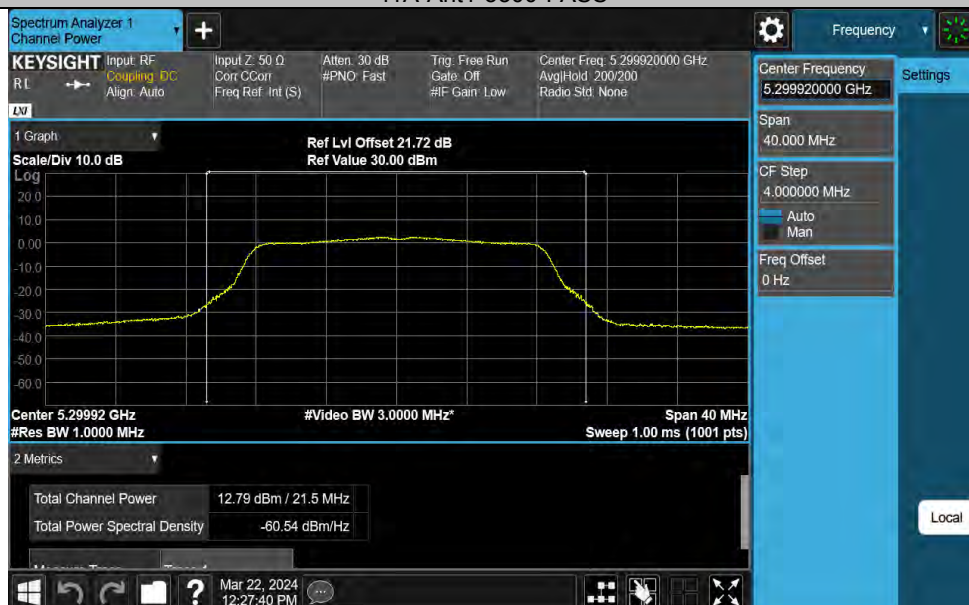 Spectrum Analyzer 1
Channel Power
+
Frequency
KEYSIGHT
RL
LXI
Input: RF
Coupling: DC
Align: Auto
Input Z: 50 Ω
Corr CCorr
Freq Ref: Int (S)
Atten: 30 dB
#PNO: Fast
Trig: Free Run
Gate: Off
#IF Gain: Low
Center Freq: 5.299920000 GHz
Avg|Hold: 200/200
Radio Std: None
Center Frequency
5.299920000 GHz
Settings
Span
40.000 MHz
CF Step
4.000000 MHz
Auto
Man
Freq Offset
0 Hz
1 Graph
Ref Lvl Offset 21.72 dB
Scale/Div 10.0 dB
Ref Value 30.00 dBm
Log
20.0
10.0
0.00
-10.0
-20.0
-30.0
-40.0
-50.0
-60.0
Center 5.29992 GHz
#Video BW 3.0000 MHz*
Span 40 MHz
#Res BW 1.0000 MHz
Sweep 1.00 ms (1001 pts)
2 Metrics
Total Channel Power 12.79 dBm / 21.5 MHz
Total Power Spectral Density -60.54 dBm/Hz
Local
?
Mar 22, 2024
12:27:40 PM